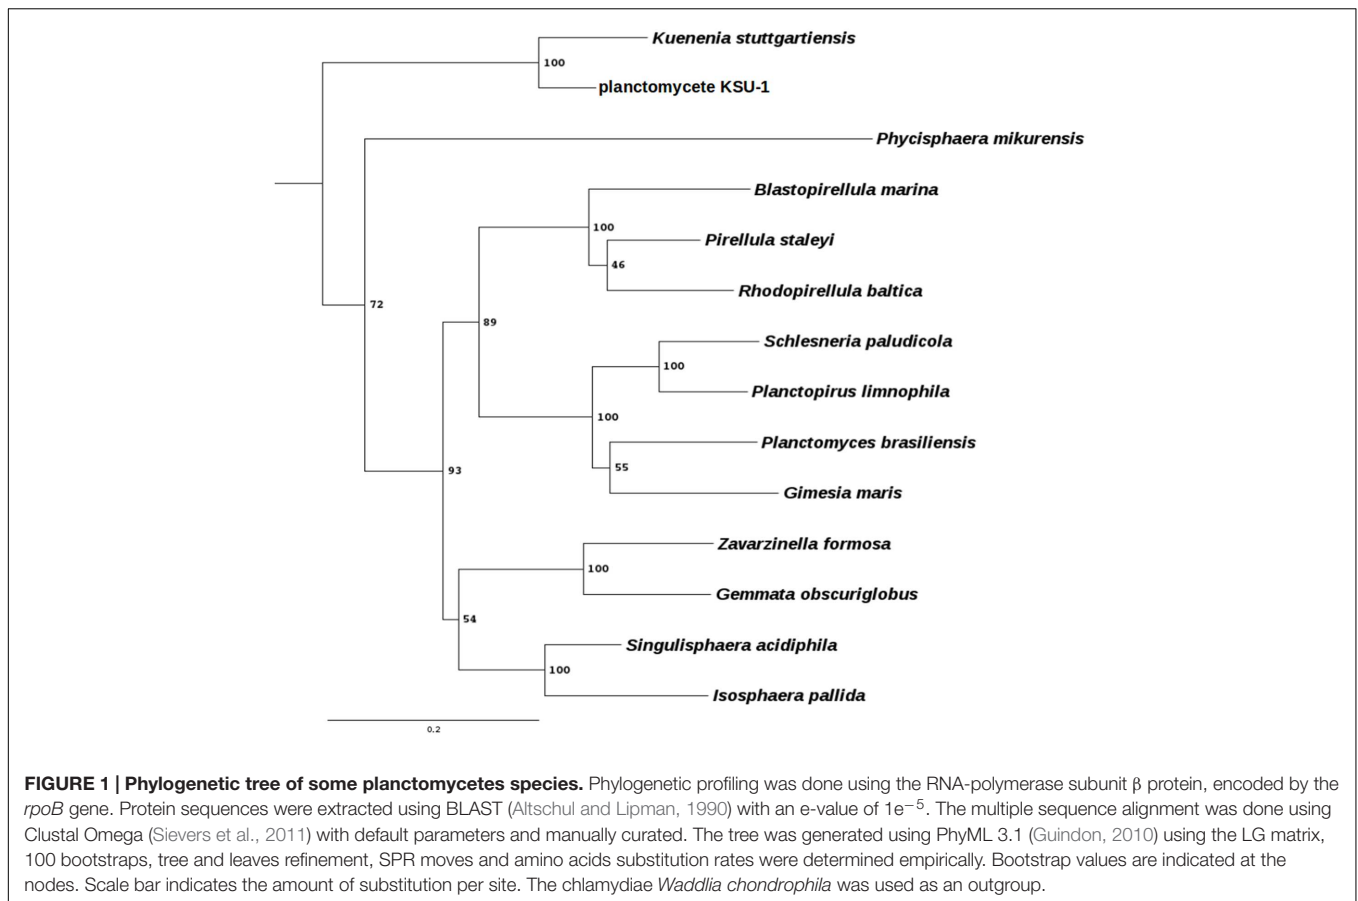 Kuenenia stuttgartiensis
100
planctomycete KSU-1
Phycisphaera mikurensis
Blastopirellula marina
100
Pirellula staleyi
46
Rhodopirellula baltica
72
89
Schlesneria paludicola
100
Planctopirus limnophila
100
Planctomyces brasiliensis
55
93
Gimesia maris
Zavarzinella formosa
100
Gemmata obscuriglobus
54
Singulisphaera acidiphila
100
Isosphaera pallida
0.2
FIGURE 1 | Phylogenetic tree of some planctomycetes species. Phylogenetic profiling was done using the RNA-polymerase subunit β protein, encoded by the
rpoB gene. Protein sequences were extracted using BLAST (Altschul and Lipman, 1990) with an e-value of 1e−5. The multiple sequence alignment was done using
Clustal Omega (Sievers et al., 2011) with default parameters and manually curated. The tree was generated using PhyML 3.1 (Guindon, 2010) using the LG matrix,
100 bootstraps, tree and leaves refinement, SPR moves and amino acids substitution rates were determined empirically. Bootstrap values are indicated at the
nodes. Scale bar indicates the amount of substitution per site. The chlamydiae Waddlia chondrophila was used as an outgroup.